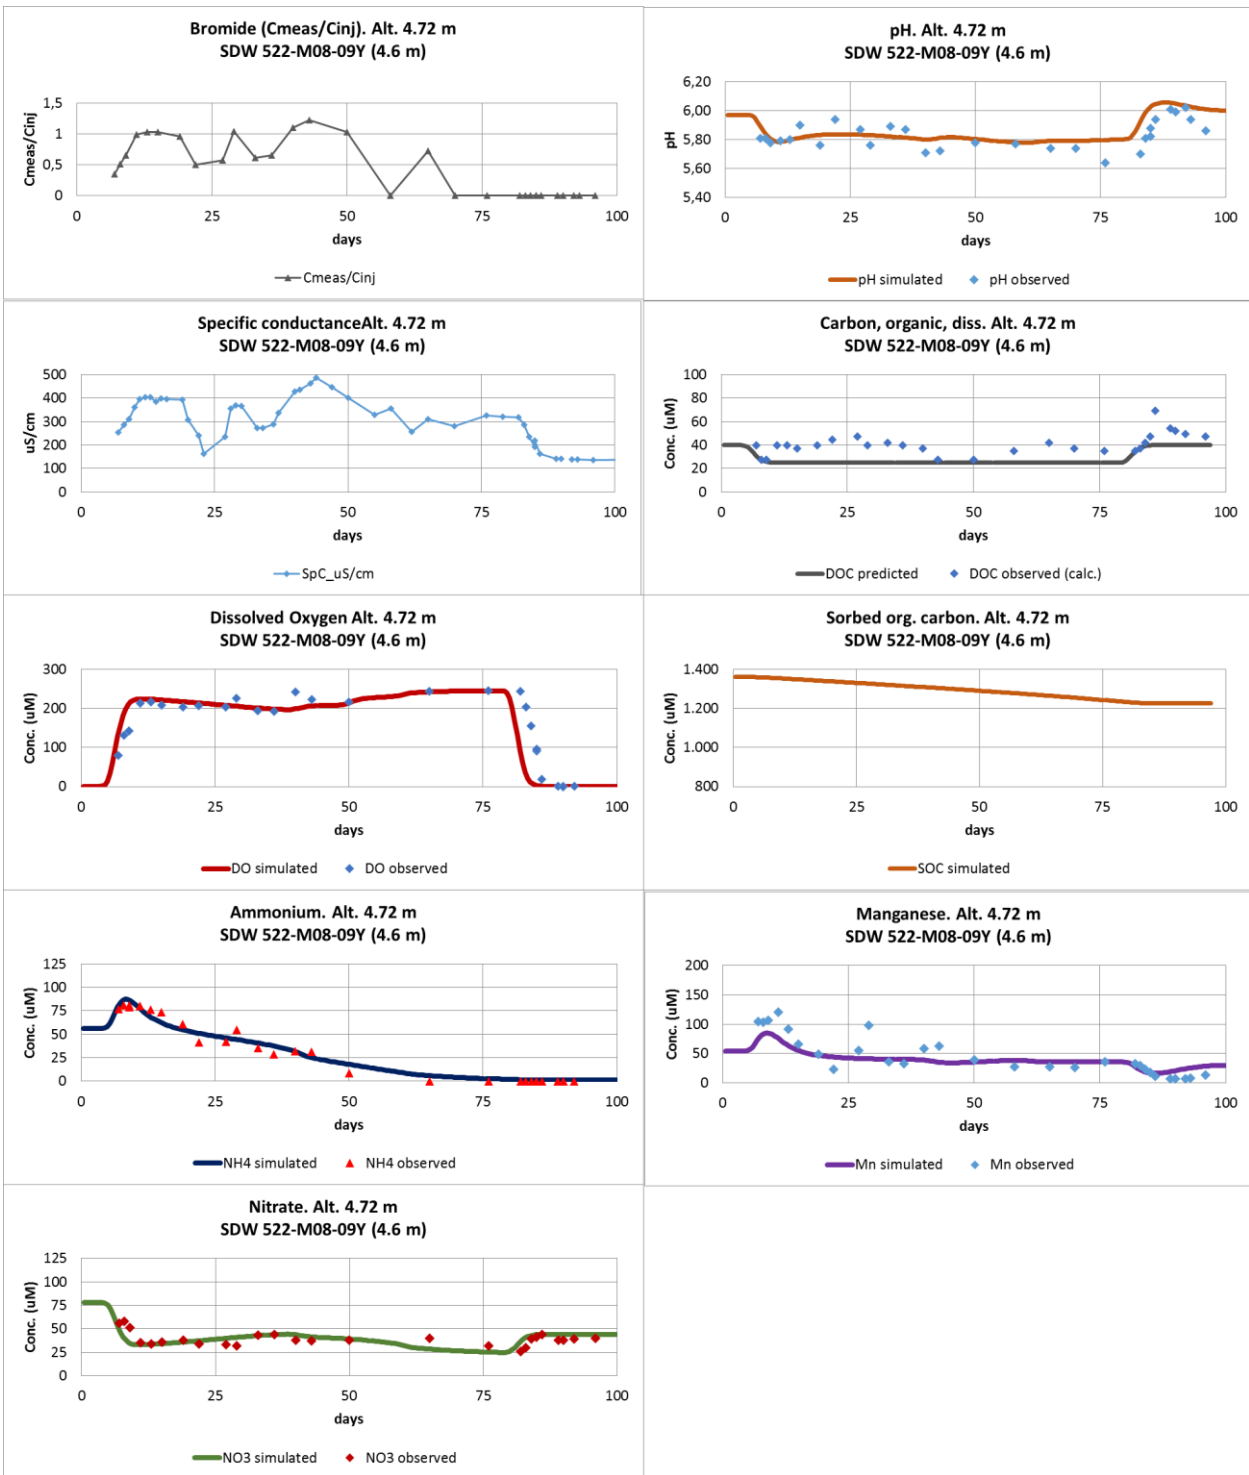 Bromide (Cmeas/Cinj). Alt. 4.72 m
SDW 522-M08-09Y (4.6 m)
Cmeas/Cinj
1,5
1
0,5
0
0 25 50 75 100
days
Cmeas/Cinj
pH. Alt. 4.72 m
SDW 522-M08-09Y (4.6 m)
pH
6,20
6,00
5,80
5,60
5,40
0 25 50 75 100
days
pH simulated pH observed
Specific conductanceAlt. 4.72 m
SDW 522-M08-09Y (4.6 m)
uS/cm
500
400
300
200
100
0
0 25 50 75 100
days
SpC_uS/cm
Carbon, organic, diss. Alt. 4.72 m
SDW 522-M08-09Y (4.6 m)
Conc. (uM)
100
80
60
40
20
0
0 25 50 75 100
days
DOC predicted DOC observed (calc.)
Dissolved Oxygen Alt. 4.72 m
SDW 522-M08-09Y (4.6 m)
Conc. (uM)
300
200
100
0
0 25 50 75 100
days
DO simulated DO observed
Sorbed org. carbon. Alt. 4.72 m
SDW 522-M08-09Y (4.6 m)
Conc. (uM)
1.400
1.200
1.000
800
0 25 50 75 100
days
SOC simulated
Ammonium. Alt. 4.72 m
SDW 522-M08-09Y (4.6 m)
Conc. (uM)
125
100
75
50
25
0
0 25 50 75 100
days
NH4 simulated NH4 observed
Manganese. Alt. 4.72 m
SDW 522-M08-09Y (4.6 m)
Conc. (uM)
200
150
100
50
0
0 25 50 75 100
days
Mn simulated Mn observed
Nitrate. Alt. 4.72 m
SDW 522-M08-09Y (4.6 m)
Conc. (uM)
125
100
75
50
25
0
0 25 50 75 100
days
NO3 simulated NO3 observed